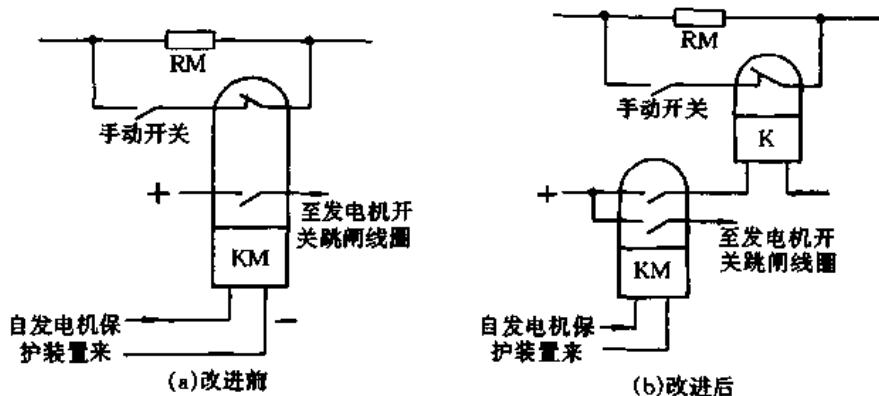 RM
手动开关
+
至发电机开
关跳闸线圈
KM
自发电机保
护装置来
—
(a)改进前
RM
手动开关
K
+
—
至发电机开
关跳闸线圈
KM
自发电机保
护装置来
(b)改进后